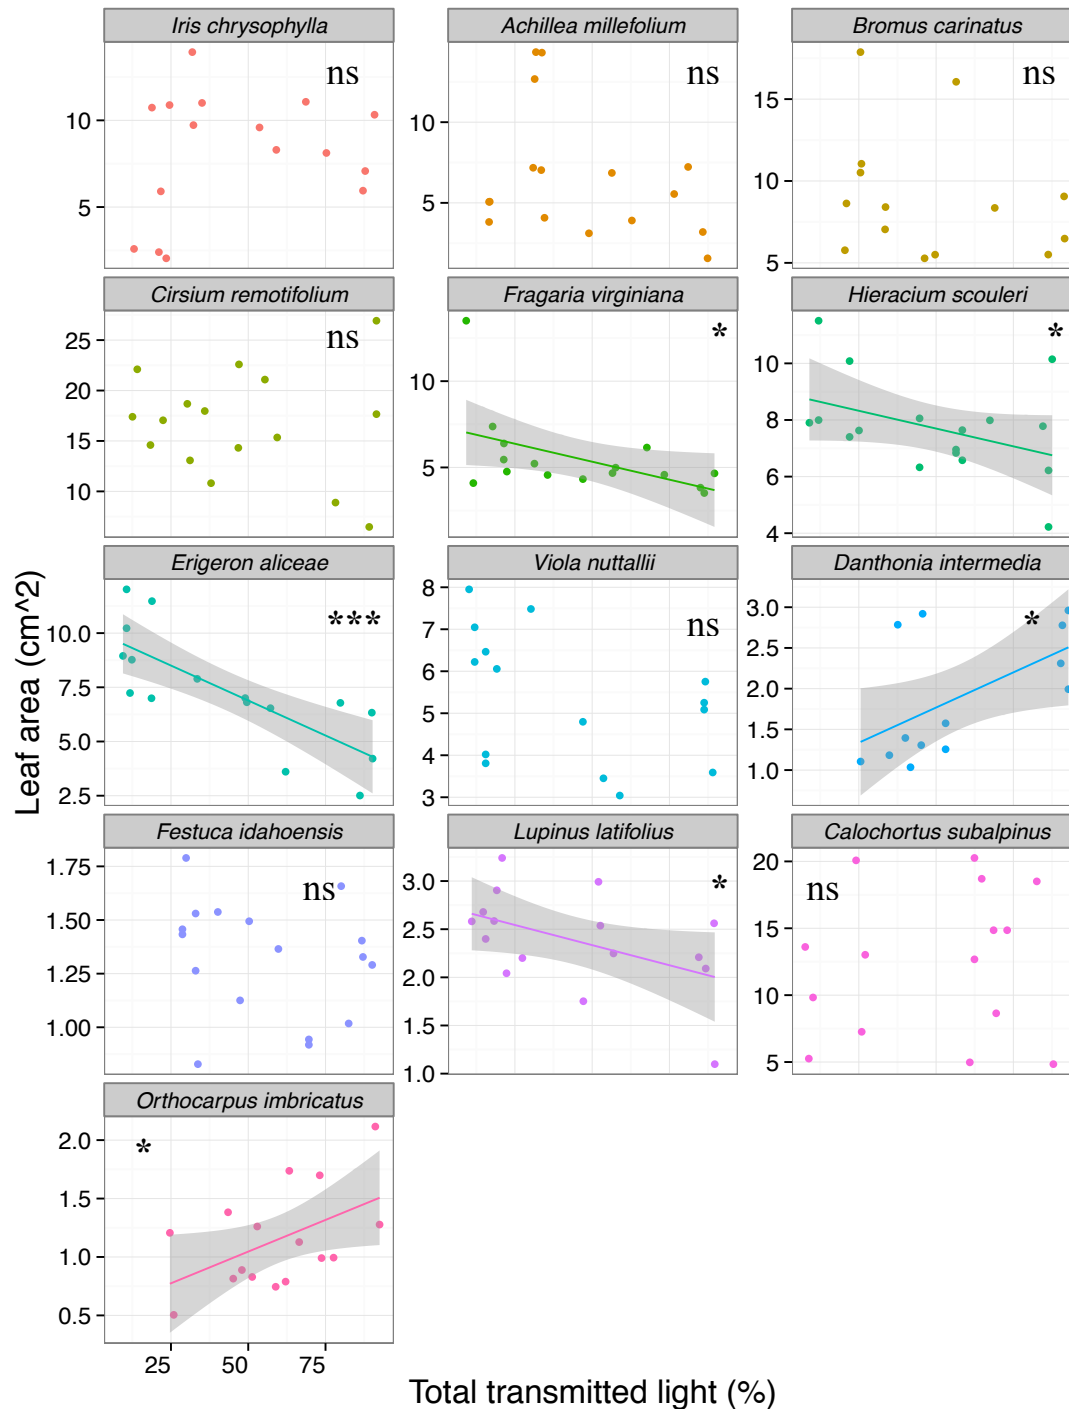 Iris chrysophylla
Achillea millefolium
Bromus carinatus
ns
ns
ns
10
5
10
5
15
10
5
Cirsium remotifolium
Fragaria virginiana
Hieracium scouleri
ns
*
*
25
20
15
10
10
5
10
8
6
4
Erigeron aliceae
Viola nuttallii
Danthonia intermedia
***
ns
*
10.0
7.5
5.0
2.5
8
7
6
5
4
3
3.0
2.5
2.0
1.5
1.0
Leaf area (cm^2)
Festuca idahoensis
Lupinus latifolius
Calochortus subalpinus
ns
*
ns
1.75
1.50
1.25
1.00
3.0
2.5
2.0
1.5
1.0
20
15
10
5
Orthocarpus imbricatus
*
2.0
1.5
1.0
0.5
25 50 75
Total transmitted light (%)